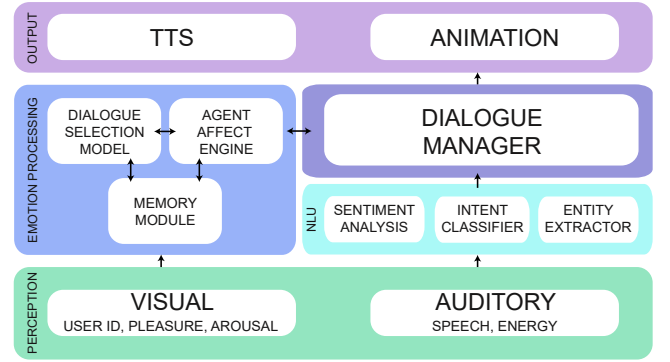 OUTPUT
TTS
ANIMATION
EMOTION PROCESSING
DIALOGUE
SELECTION
MODEL
AGENT
AFFECT
ENGINE
MEMORY
MODULE
DIALOGUE
MANAGER
NLU
SENTIMENT
ANALYSIS
INTENT
CLASSIFIER
ENTITY
EXTRACTOR
PERCEPTION
VISUAL
USER ID, PLEASURE, AROUSAL
AUDITORY
SPEECH, ENERGY